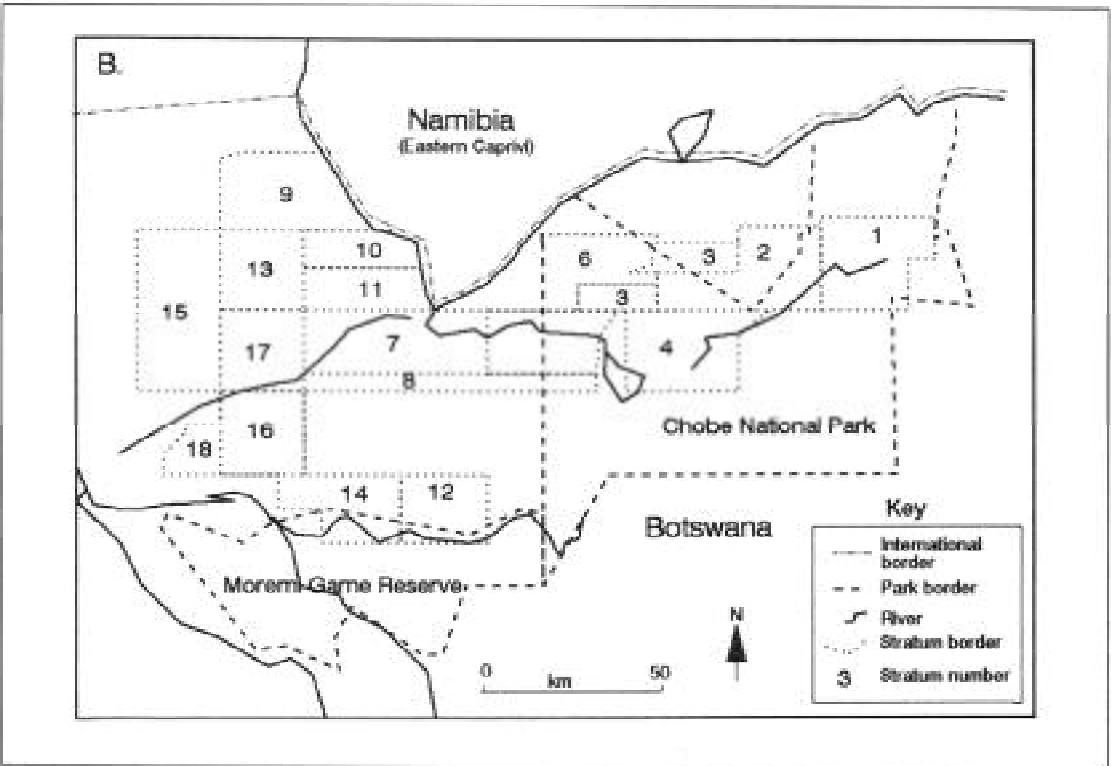 B.
Namibia
(Eastern Caprivi)
9
1
10
2
3
6
13
11
3
15
7
4
17
8
Chobe National Park
16
18
14
12
Key
Botswana
International
border
Moremi Game Reserve
Park border
N
River
Stratum border
0
50
km
3
Stratum number